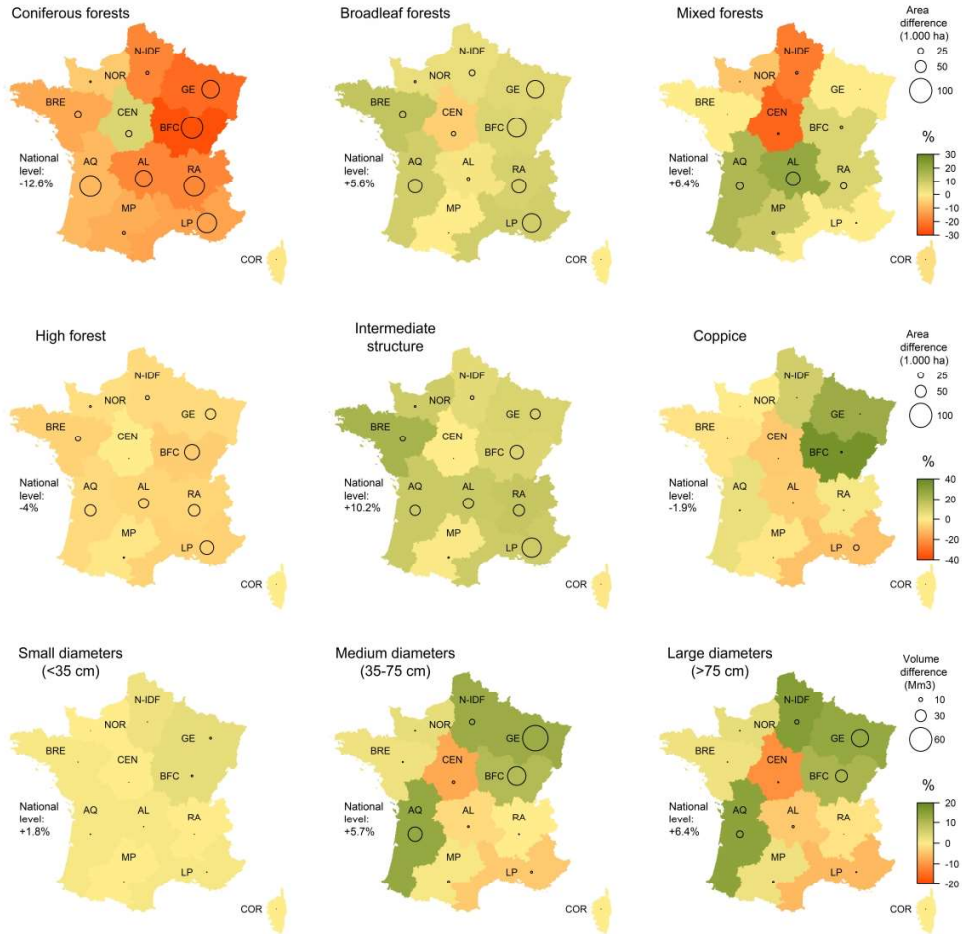 Coniferous forests
N-IDF
NOR
GE
BRE
CEN
BFC
National
level:
-12.6%
AQ
AL
RA
MP
LP
COR
Broadleaf forests
N-IDF
NOR
GE
BRE
CEN
BFC
National
level:
+5.6%
AQ
AL
RA
MP
LP
COR
Mixed forests
N-IDF
NOR
GE
BRE
CEN
BFC
National
level:
+6.4%
AQ
AL
RA
MP
LP
COR
Area
difference
(1.000 ha)
25
50
100
%
30
20
10
0
-10
-20
-30
High forest
N-IDF
NOR
GE
BRE
CEN
BFC
National
level:
-4%
AQ
AL
RA
MP
LP
COR
Intermediate
structure
N-IDF
NOR
GE
BRE
CEN
BFC
National
level:
+10.2%
AQ
AL
RA
MP
LP
COR
Coppice
N-IDF
NOR
GE
BRE
CEN
BFC
National
level:
-1.9%
AQ
AL
RA
MP
LP
COR
Area
difference
(1.000 ha)
25
50
100
%
40
20
0
-20
-40
Small diameters
(<35 cm)
N-IDF
NOR
GE
BRE
CEN
BFC
National
level:
+1.8%
AQ
AL
RA
MP
LP
COR
Medium diameters
(35-75 cm)
N-IDF
NOR
GE
BRE
CEN
BFC
National
level:
+5.7%
AQ
AL
RA
MP
LP
COR
Large diameters
(>75 cm)
N-IDF
NOR
GE
BRE
CEN
BFC
National
level:
+6.4%
AQ
AL
RA
MP
LP
COR
Volume
difference
(Mm3)
10
30
60
%
20
10
0
-10
-20